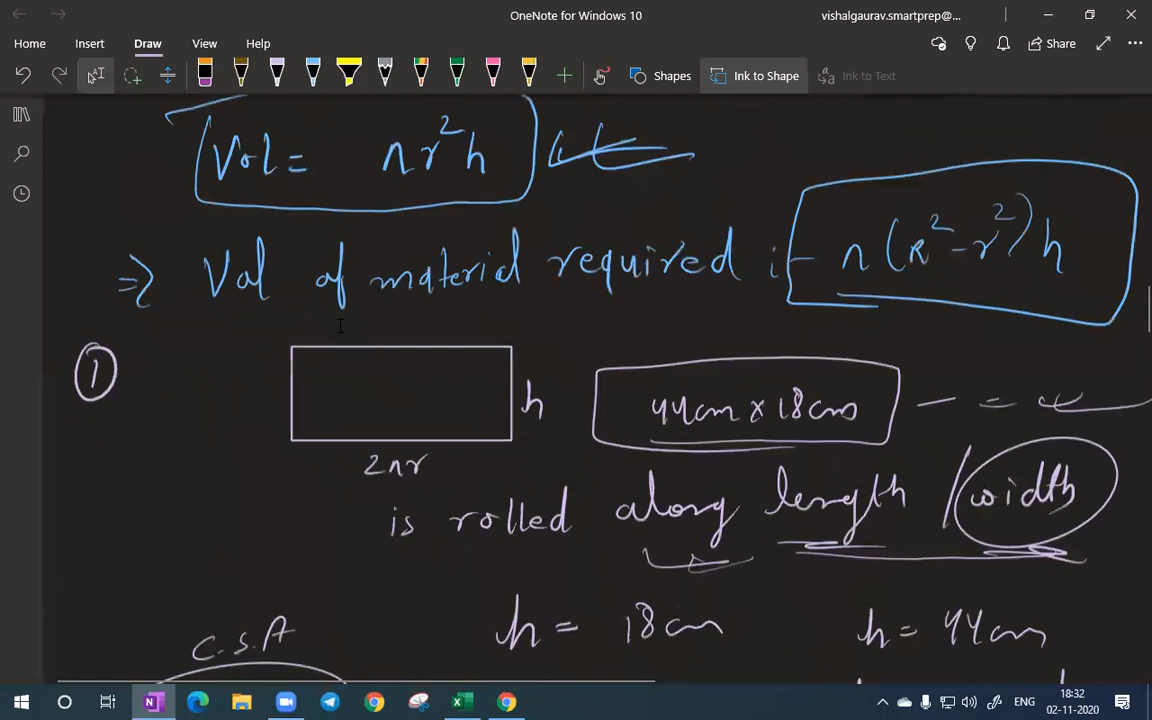 OneNote for Windows 10
vishalgaurav.smartprep@...
Home Insert Draw View Help
Share
Shapes Ink to Shape Ink to Text
Vol = πr²h
=> Vol of material required :- π(R²-r²)h
1
h 44cm x 18cm
2πr
is rolled along length / width
h = 18cm h = 44cm
C.S.A
ENG
18:32
02-11-2020